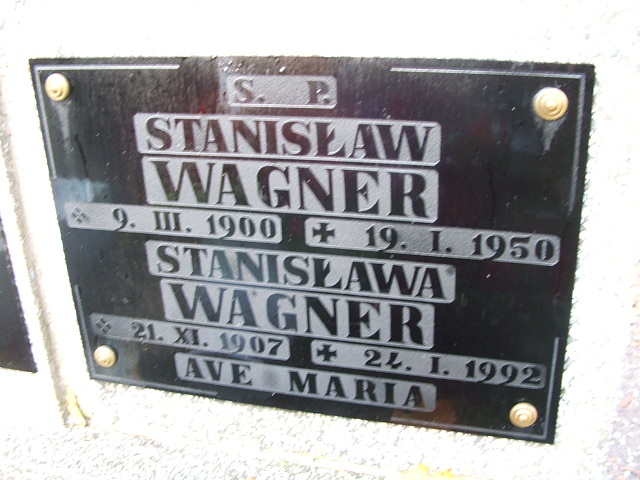 S. P.
STANISŁAW
WAGNER
9. III. 1900 19. I. 1950
STANISŁAWA
WAGNER
21. XI. 1907 24. I. 1992
AVE MARIA